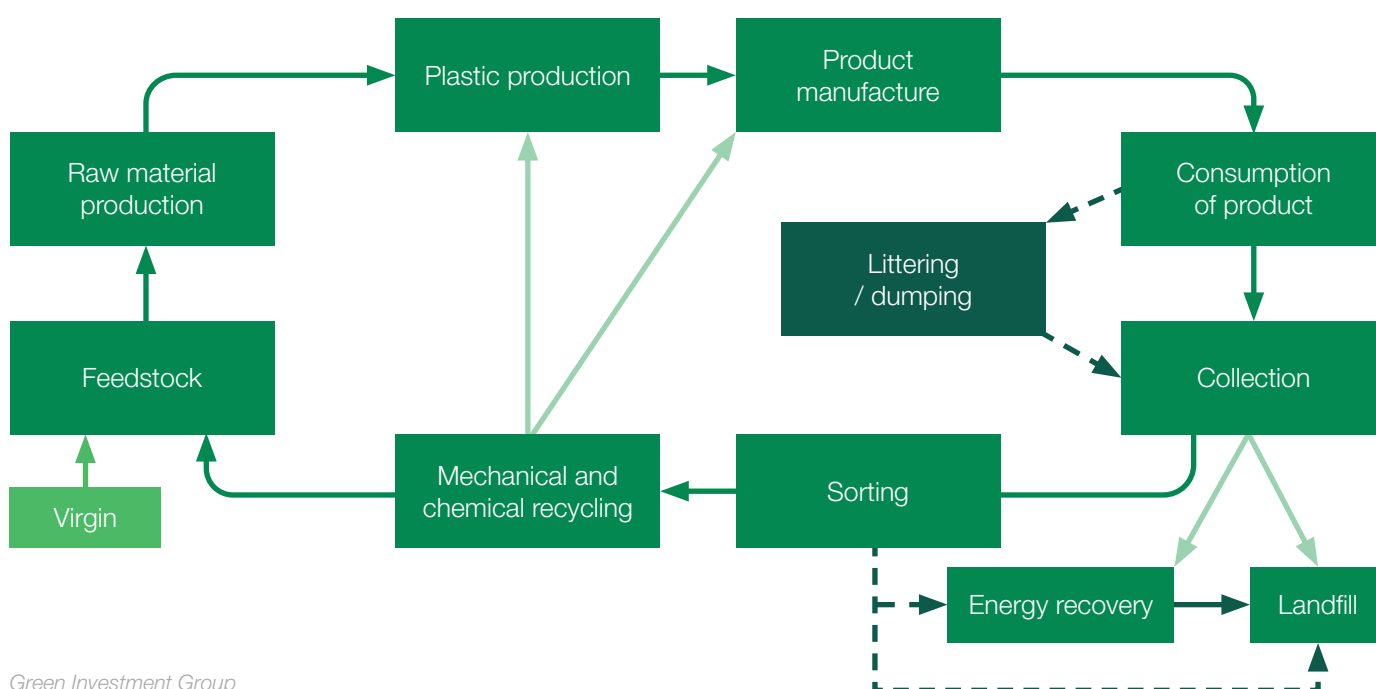 Plastic production
Product
manufacture
Raw material
production
Consumption
of product
Littering
/ dumping
Feedstock
Collection
Mechanical and
chemical recycling
Sorting
Virgin
Energy recovery
Landfill
Green Investment Group